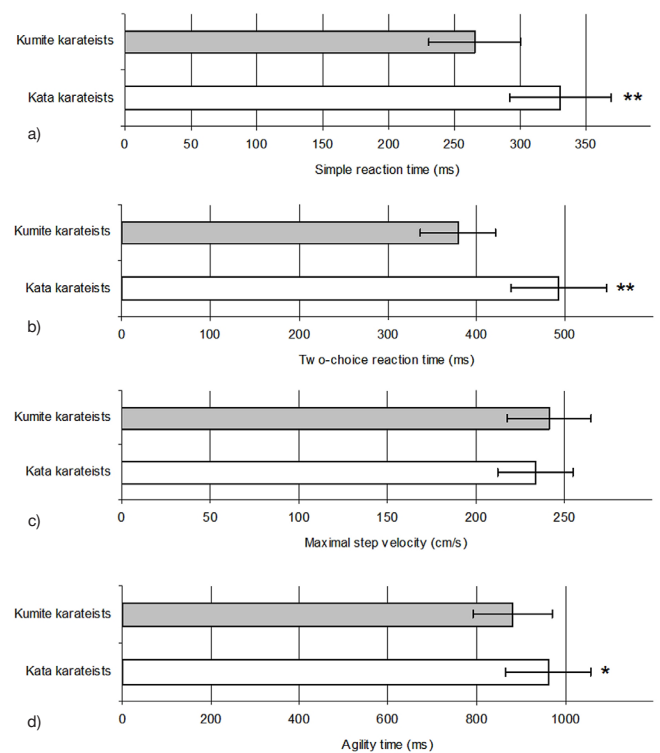 Kumite karateists
Kata karateists
**
a)
0 50 100 150 200 250 300 350
Simple reaction time (ms)
Kumite karateists
Kata karateists
**
b)
0 100 200 300 400 500
Two-choice reaction time (ms)
Kumite karateists
Kata karateists
c)
0 50 100 150 200 250
Maximal step velocity (cm/s)
Kumite karateists
Kata karateists
*
d)
0 200 400 600 800 1000
Agility time (ms)